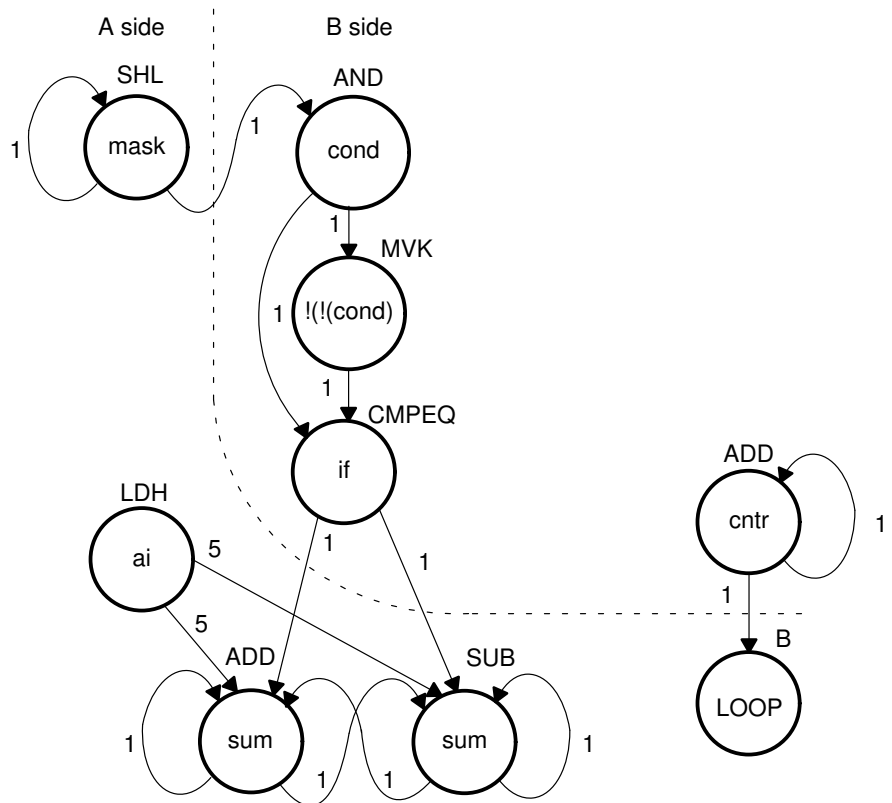 A side
B side
SHL
AND
mask
cond
1
1
1
MVK
!(!(cond)
1
1
CMPEQ
if
ADD
cntr
1
LDH
ai
5
1
1
5
1
B
LOOP
ADD
SUB
sum
sum
1
1
1
1